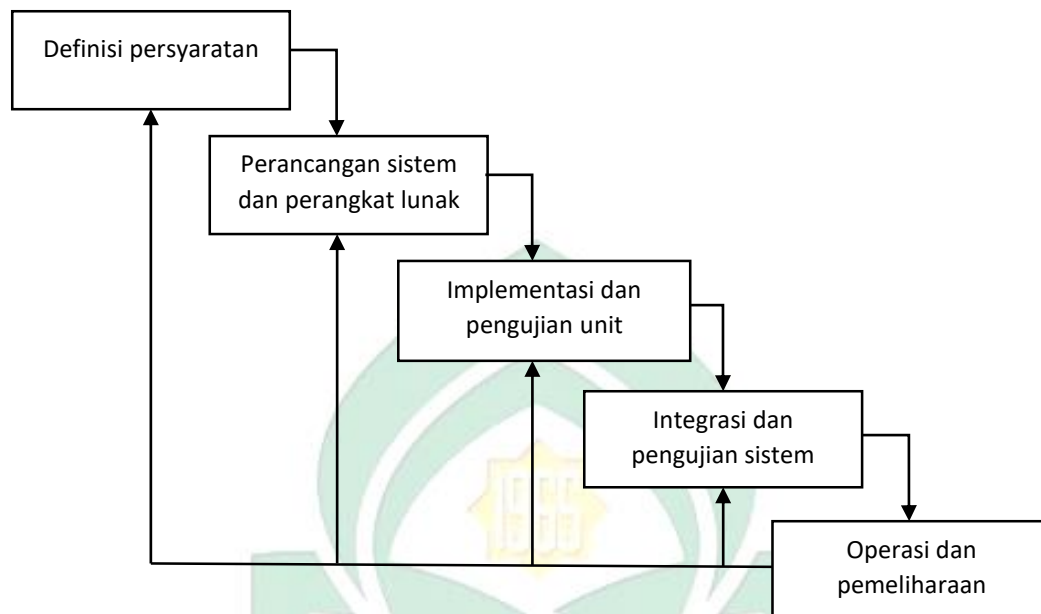 Definisi persyaratan
Perancangan sistem
dan perangkat lunak
Implementasi dan
pengujian unit
Integrasi dan
pengujian sistem
Operasi dan
pemeliharaan